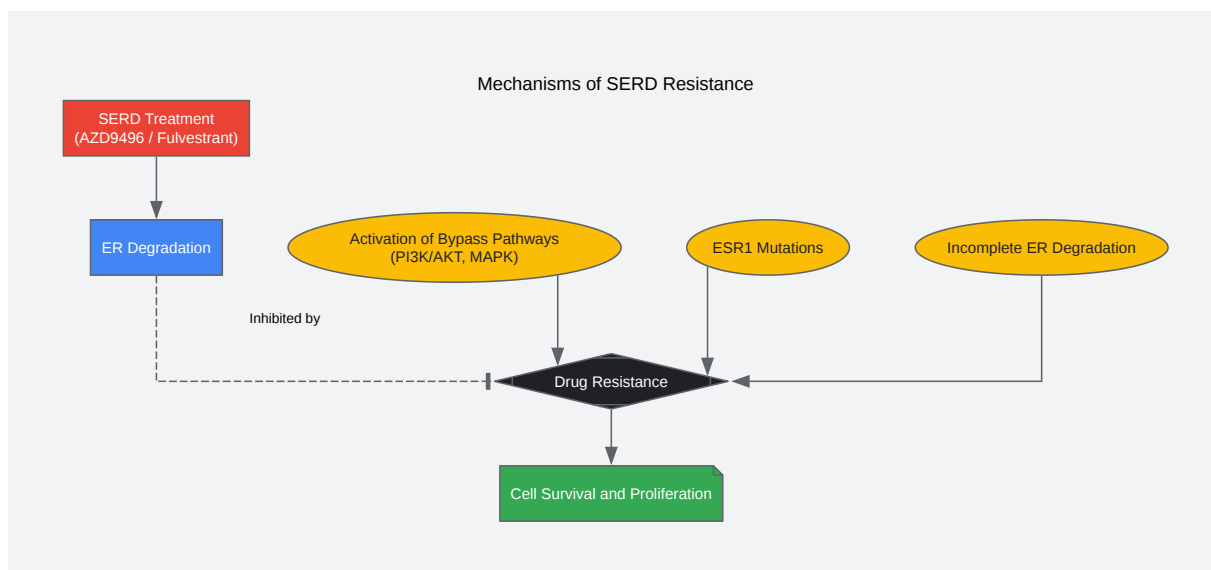 Mechanisms of SERD Resistance
SERD Treatment
(AZD9496 / Fulvestrant)
ER Degradation
Activation of Bypass Pathways
(PI3K/AKT, MAPK)
ESR1 Mutations
Incomplete ER Degradation
Inhibited by
Drug Resistance
Cell Survival and Proliferation